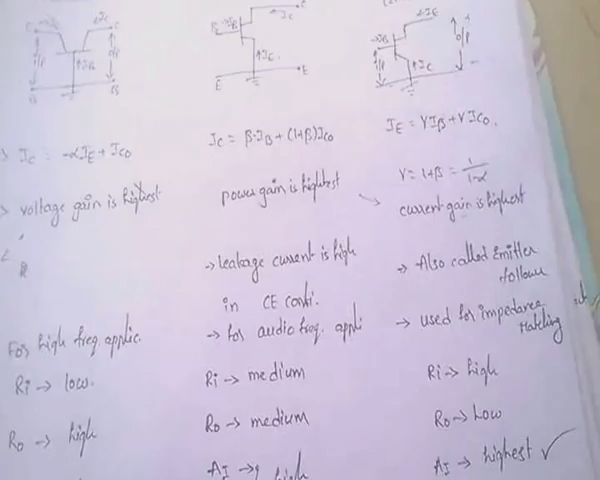 Ic = -αIE + Ico
Ic = β·IB + (1+β)Ico
IE = γIB + γIco.
γ = 1+β = 1/1-α
voltage gain is highest
power gain is highest
current gain is highest
→ leakage current is high
in CE confi.
→ Also called Emitter
follower
For high freq applic.
→ for audio freq. appli
→ used for impedance
Matching
Ri → low.
Ri → medium
Ri → high
Ro → high
Ro → medium
Ro → Low
AI → high
AI → highest ✓